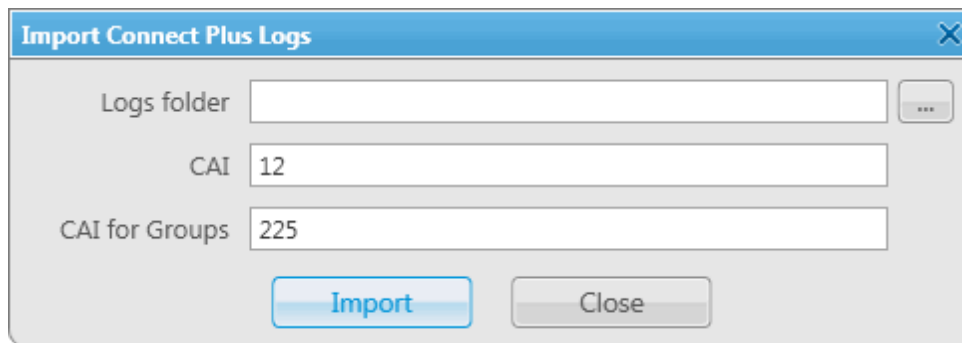 Import Connect Plus Logs
Logs folder ...
CAI 12
CAI for Groups 225
Import Close